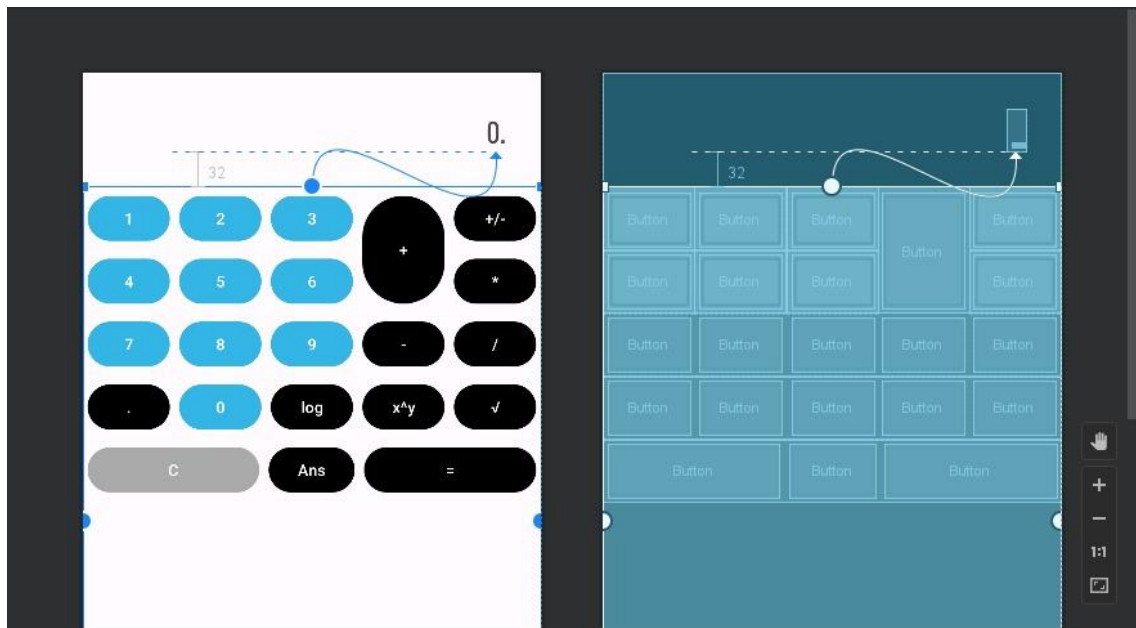 0.
32
32
1 2 3 + +/-
4 5 6 *
7 8 9 - /
. 0 log x^y √
C Ans =
Button Button Button Button Button
Button Button Button Button
Button Button Button Button Button
Button Button Button Button Button
Button Button Button
+
−
1:1